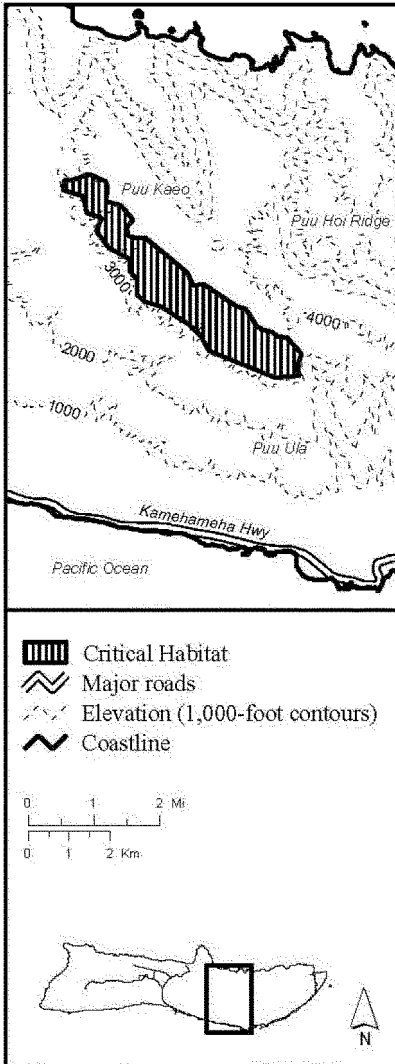 Puu Kaeo
Puu Hoi Ridge
3000
4000
2000
1000
Puu Ula
Kamehameha Hwy
Pacific Ocean
Critical Habitat
Major roads
Elevation (1,000-foot contours)
Coastline
0 1 2 Mi
0 1 2 Km
N